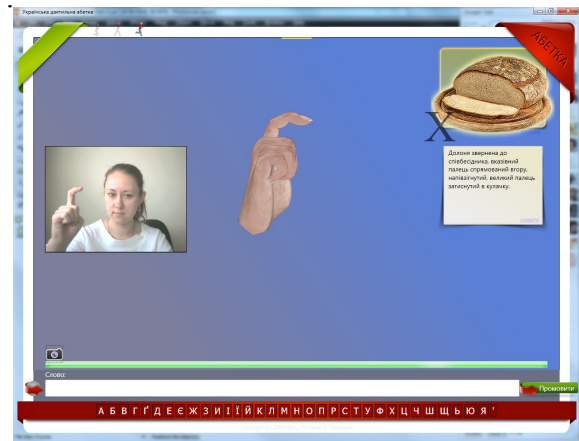 Українська дактильна абетка
АБЕТКА
Х
Долоня звернена до
співбесідника, вказівний
палець спрямований вгору,
напівзігнутий, великий палець
затиснутий в кулачку.
Слово:
Промовити
А Б В Г Ґ Д Е Є Ж З И І Ї Й К Л М Н О П Р С Т У Ф Х Ц Ч Ш Щ Ь Ю Я '